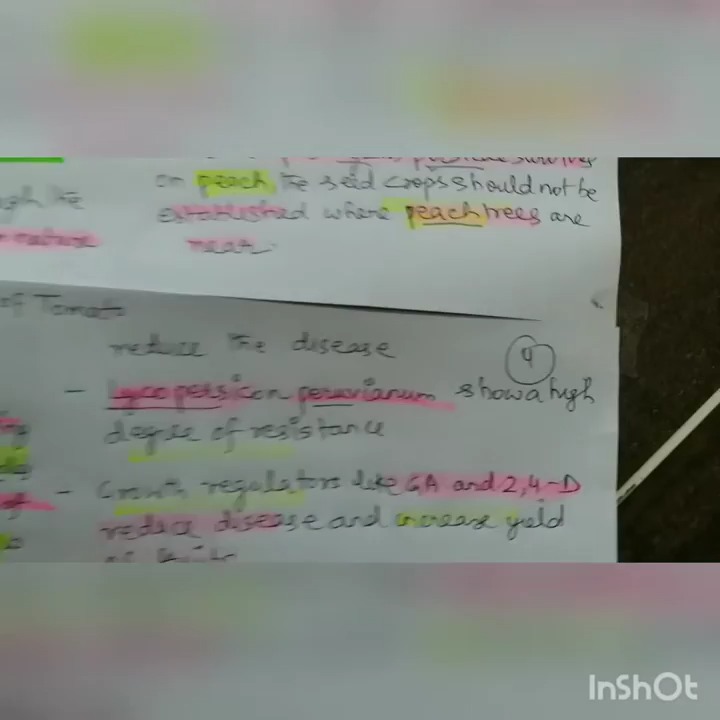 on peach, the seed crops should not be
established where peach trees are
near.
of Tomato
reduce the disease
4
- Lycopersicon peruvianum show a high
degree of resistance
- Growth regulators like GA and 2,4-D
reduce disease and increase yield
InShOt